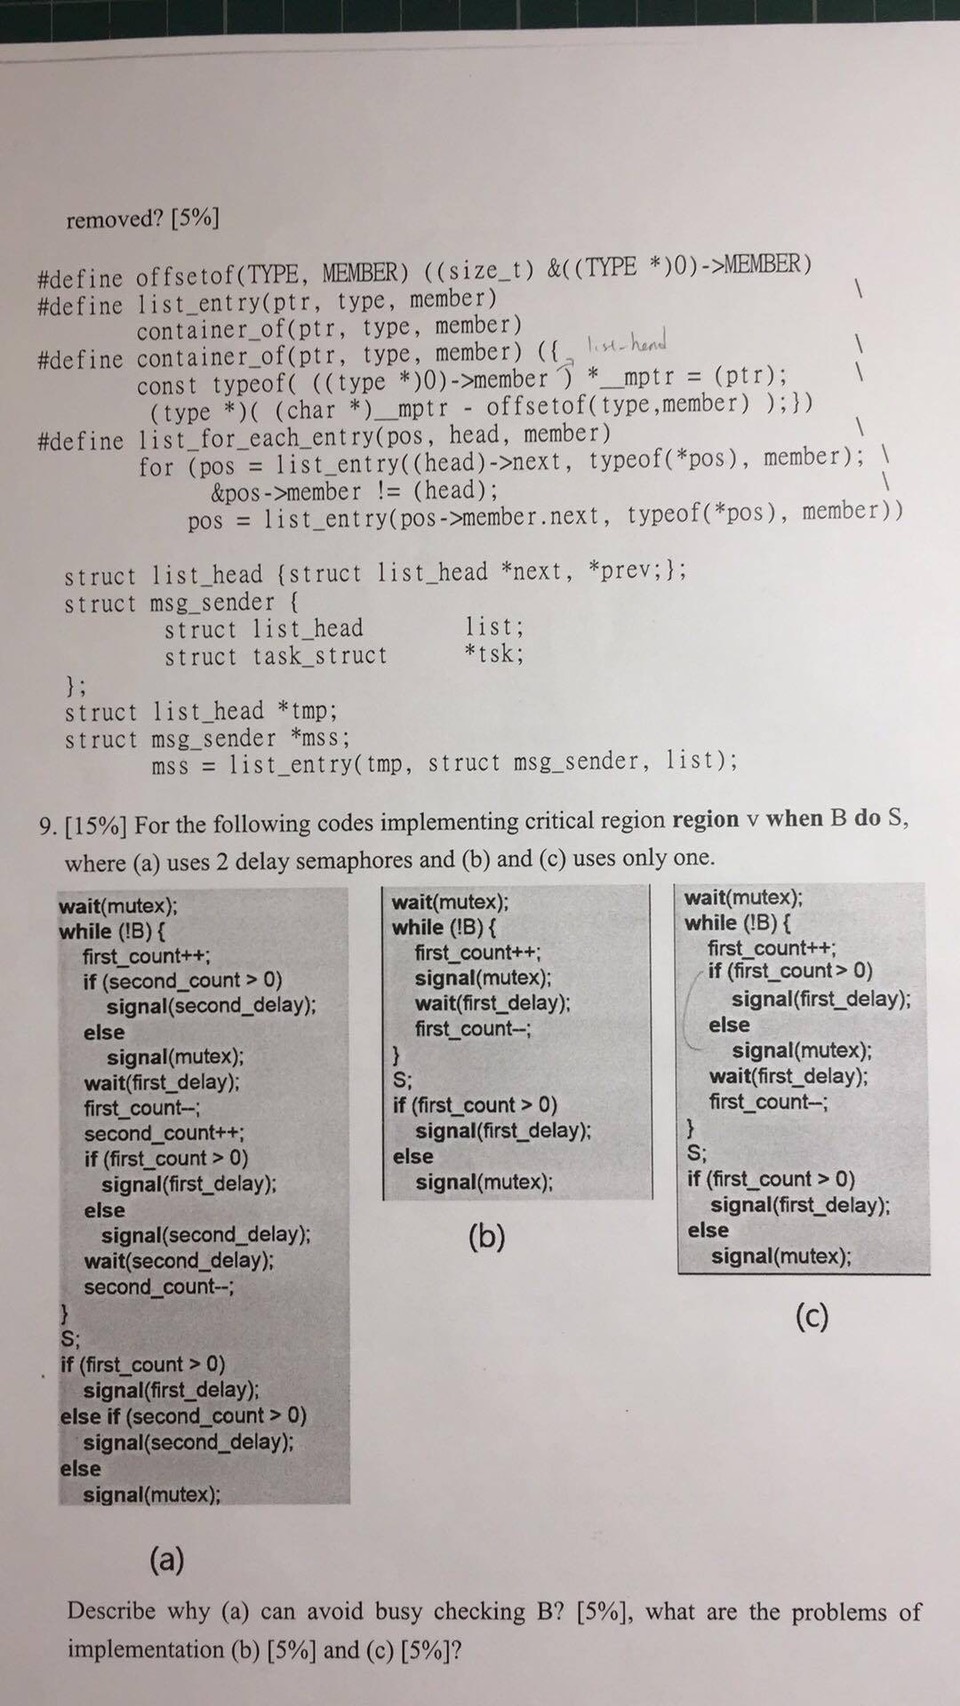 removed? [5%]
#define offsetof(TYPE, MEMBER) ((size_t) &((TYPE *)0)->MEMBER)
#define list_entry(ptr, type, member) \
container_of(ptr, type, member)
#define container_of(ptr, type, member) ({ \
list-head
const typeof( ((type *)0)->member ) *__mptr = (ptr); \
(type *)( (char *)__mptr - offsetof(type,member) );})
#define list_for_each_entry(pos, head, member) \
for (pos = list_entry((head)->next, typeof(*pos), member); \
&pos->member != (head); \
pos = list_entry(pos->member.next, typeof(*pos), member))
struct list_head {struct list_head *next, *prev;};
struct msg_sender {
struct list_head list;
struct task_struct *tsk;
};
struct list_head *tmp;
struct msg_sender *mss;
mss = list_entry(tmp, struct msg_sender, list);
9. [15%] For the following codes implementing critical region region v when B do S,
where (a) uses 2 delay semaphores and (b) and (c) uses only one.
wait(mutex);
while (!B) {
first_count++;
if (second_count > 0)
signal(second_delay);
else
signal(mutex);
wait(first_delay);
first_count--;
second_count++;
if (first_count > 0)
signal(first_delay);
else
signal(second_delay);
wait(second_delay);
second_count--;
}
S;
if (first_count > 0)
signal(first_delay);
else if (second_count > 0)
signal(second_delay);
else
signal(mutex);
(a)
wait(mutex);
while (!B) {
first_count++;
signal(mutex);
wait(first_delay);
first_count--;
}
S;
if (first_count > 0)
signal(first_delay);
else
signal(mutex);
(b)
wait(mutex);
while (!B) {
first_count++;
if (first_count> 0)
signal(first_delay);
else
signal(mutex);
wait(first_delay);
first_count--;
}
S;
if (first_count > 0)
signal(first_delay);
else
signal(mutex);
(c)
Describe why (a) can avoid busy checking B? [5%], what are the problems of
implementation (b) [5%] and (c) [5%]?